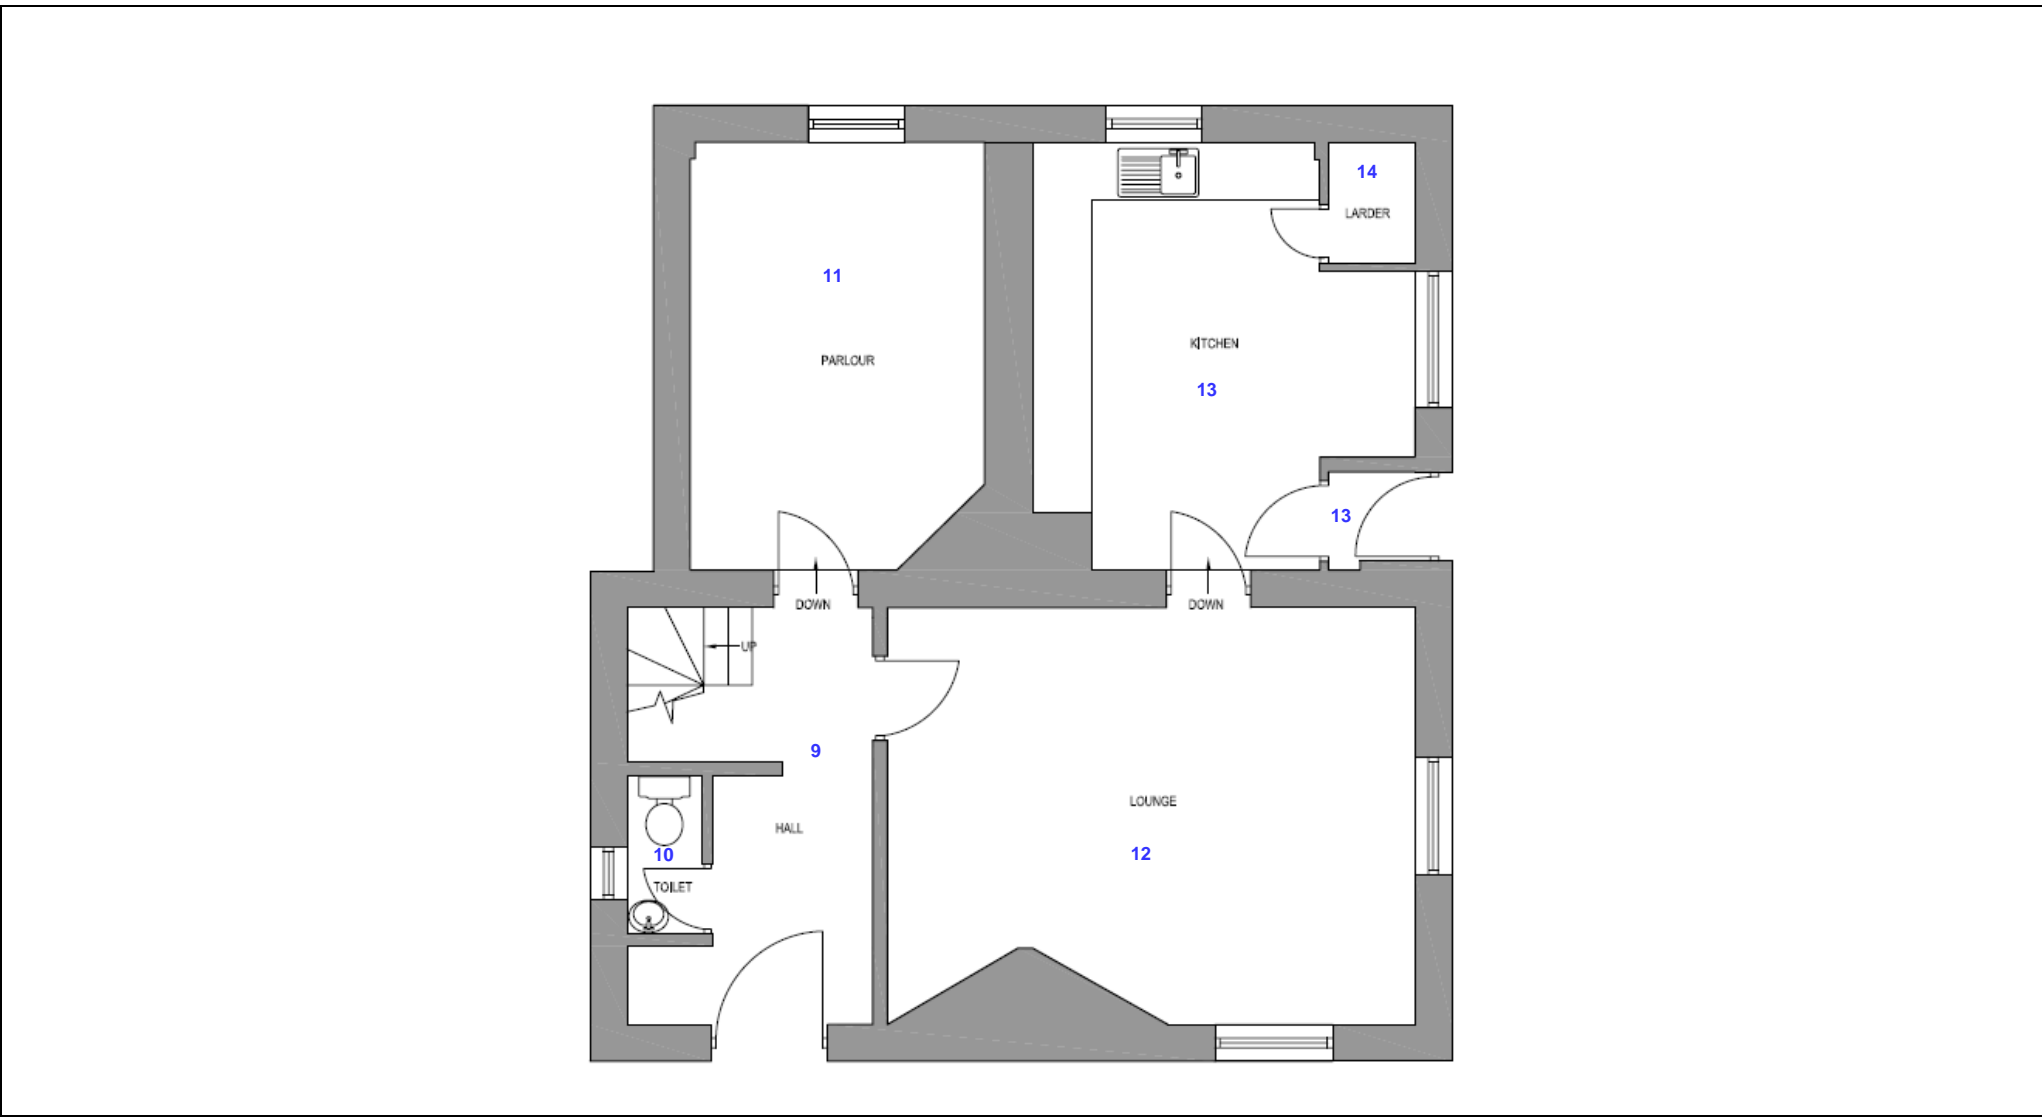 14
LARDER
11
KITCHEN
PARLOUR
13
13
DOWN
DOWN
UP
9
LOUNGE
HALL
12
10
TOILET